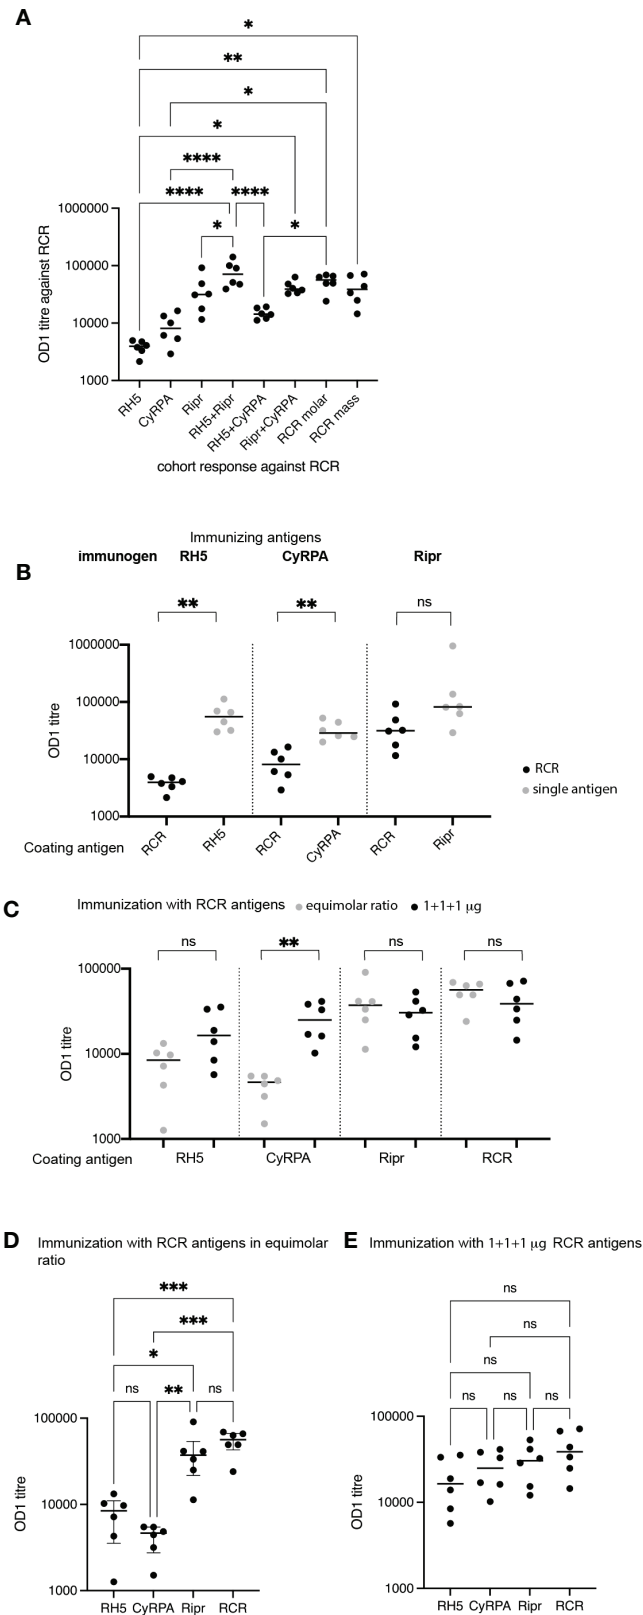 A
*
**
*
*
****
**** ****
* *
1000000
100000
10000
1000
OD1 titre against RCR
RH5
CyRPA
Ripr
RH5+Ripr
RH5+CyRPA
Ripr+CyRPA
RCR molar
RCR mass
cohort response against RCR
Immunizing antigens
immunogen RH5 CyRPA Ripr
B
** ** ns
1000000
100000
10000
1000
OD1 titre
RCR
single antigen
Coating antigen RCR RH5 RCR CyRPA RCR Ripr
C
Immunization with RCR antigens equimolar ratio 1+1+1 μg
ns ** ns ns
100000
10000
1000
OD1 titre
Coating antigen RH5 CyRPA Ripr RCR
D
Immunization with RCR antigens in equimolar
ratio
***
***
*
ns ** ns
100000
10000
1000
OD1 titre
RH5 CyRPA Ripr RCR
E
Immunization with 1+1+1 μg RCR antigens
ns
ns
ns
ns ns ns
100000
10000
1000
OD1 titre
RH5 CyRPA Ripr RCR